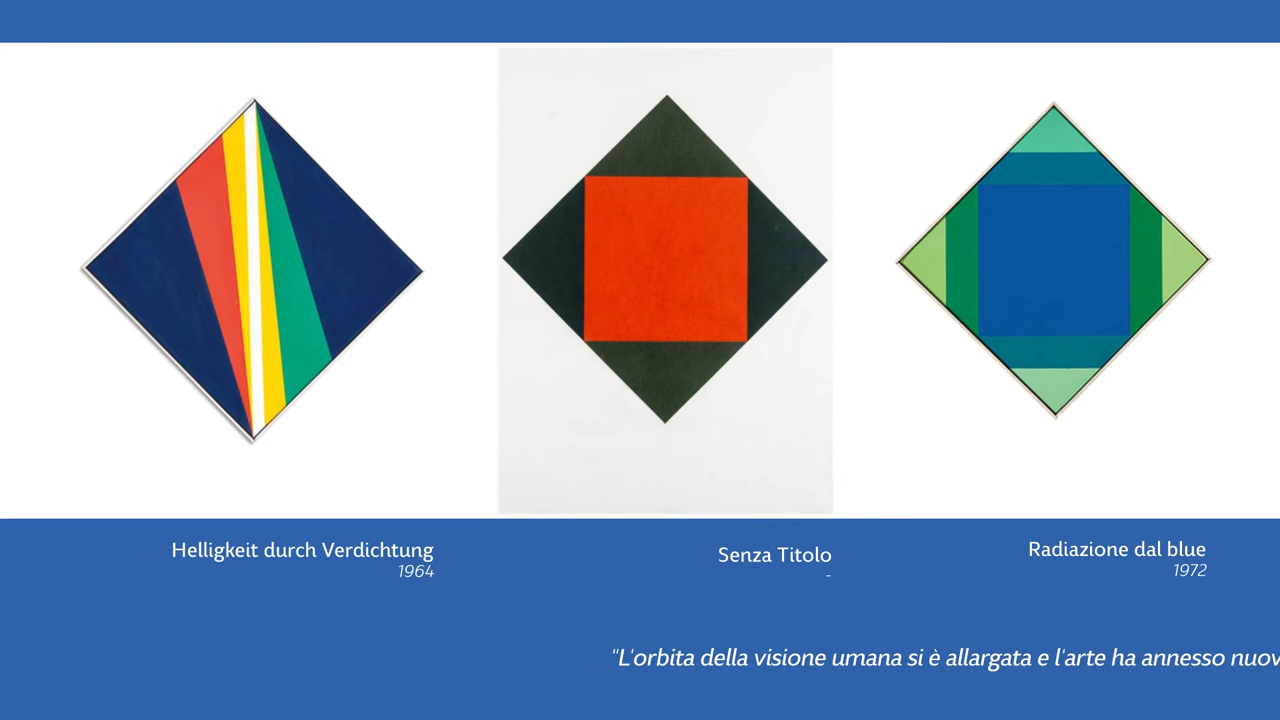 Helligkeit durch Verdichtung
1964
Senza Titolo
-
Radiazione dal blue
1972
"L'orbita della visione umana si è allargata e l'arte ha annesso